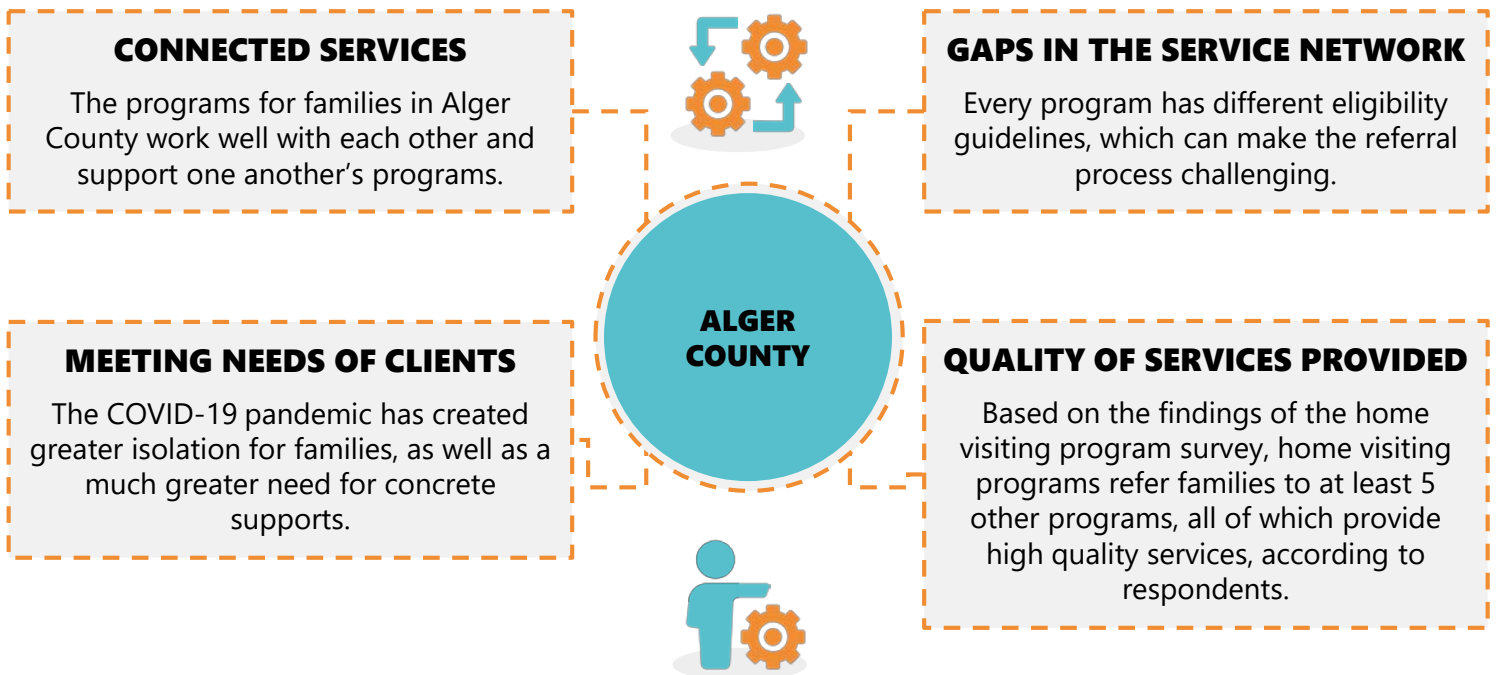 CONNECTED SERVICES
The programs for families in Alger
County work well with each other and
support one another’s programs.
GAPS IN THE SERVICE NETWORK
Every program has different eligibility
guidelines, which can make the referral
process challenging.
ALGER
COUNTY
MEETING NEEDS OF CLIENTS
The COVID-19 pandemic has created
greater isolation for families, as well as a
much greater need for concrete
supports.
QUALITY OF SERVICES PROVIDED
Based on the findings of the home
visiting program survey, home visiting
programs refer families to at least 5
other programs, all of which provide
high quality services, according to
respondents.